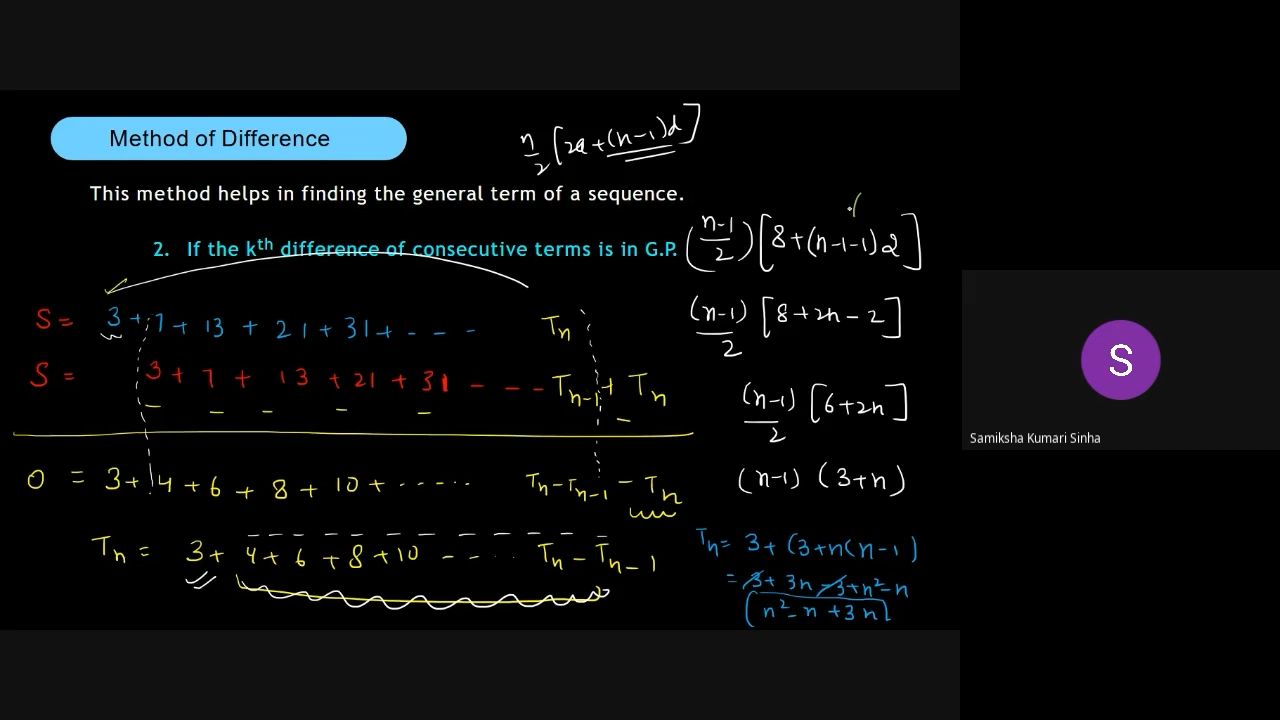 Method of Difference
n/2 [2a+(n-1)d]
This method helps in finding the general term of a sequence.
2. If the kth difference of consecutive terms is in G.P.
S = 3 + 7 + 13 + 21 + 31 + - - - Tn
S = 3 + 7 + 13 + 21 + 31 - - - Tn-1 + Tn
- - - - - -
0 = 3 + 4 + 6 + 8 + 10 + ...... Tn - Tn-1 - Tn
Tn = 3 + 4 + 6 + 8 + 10 - - - .. Tn - Tn-1
(n-1/2) [8+(n-1-1)2]
(n-1)/2 [8+2n-2]
(n-1)/2 [6+2n]
(n-1) (3+n)
Tn = 3 + (3+n(n-1)
= 3 + 3n - 3 + n² - n
(n² - n + 3n)
S
Samiksha Kumari Sinha